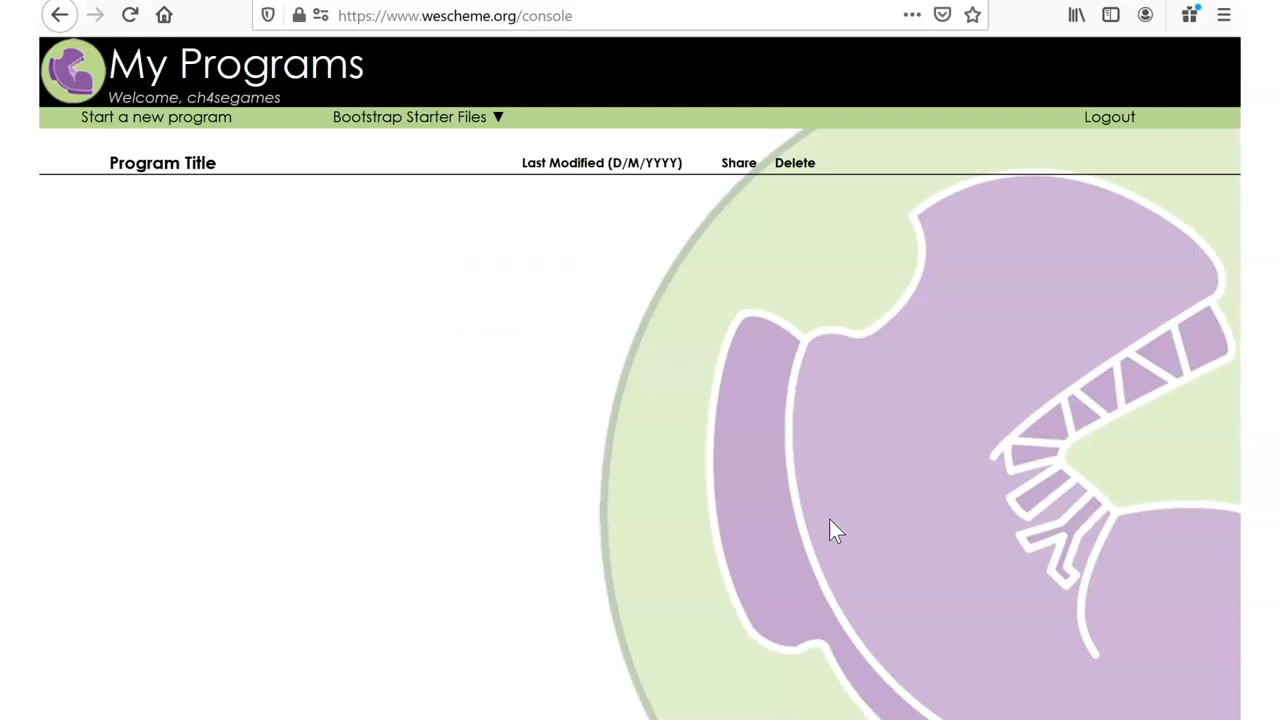 https://www.wescheme.org/console
My Programs
Welcome, ch4segames
Start a new program Bootstrap Starter Files ▼ Logout
Program Title Last Modified (D/M/YYYY) Share Delete